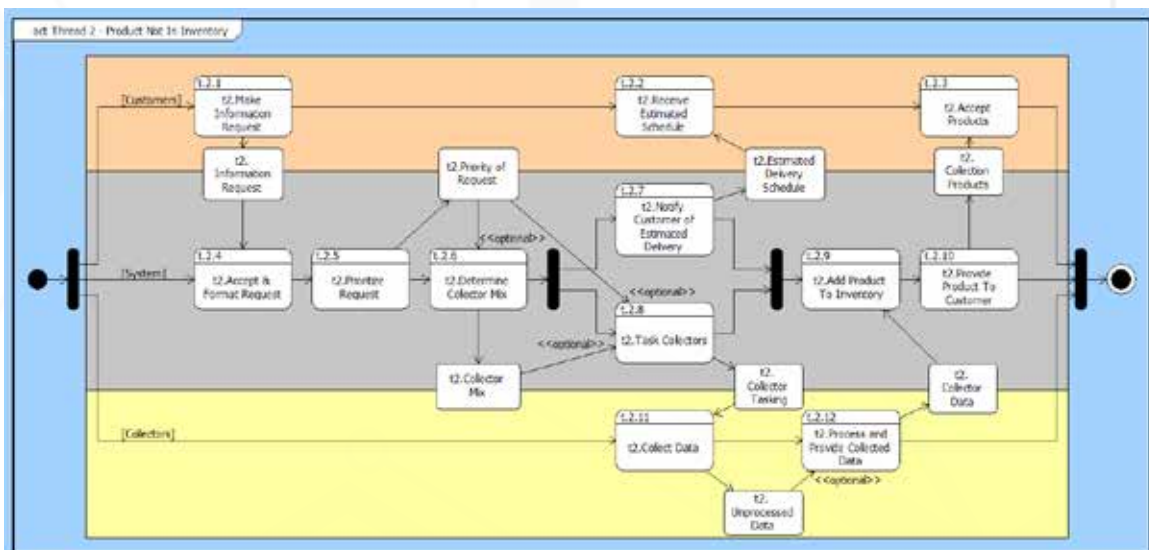 act Thread 2 - Product Not In Inventory
[Customers]
t.2.1
t2.Make
Information
Request
t.2.2
t2.Receive
Estimated
Schedule
t.2.3
t2.Accept
Products
t2.
Information
Request
t2.Priority of
Request
t2.Estimated
Delivery
Schedule
t2.
Collection
Products
t.2.7
t2.Notify
Customer of
Estimated
Delivery
<<optional>>
[System]
t.2.4
t2.Accept &
Format Request
t.2.5
t2.Prioritize
Request
t.2.6
t2.Determine
Collector Mix
t.2.9
t2.Add Product
To Inventory
t.2.10
t2.Provide
Product To
Customer
<<optional>>
t.2.8
t2.Task Collectors
<<optional>>
t2.Collector
Mix
t2.
Collector
Tasking
t2.
Collector
Data
[Collectors]
t.2.11
t2.Collect Data
t.2.12
t2.Process and
Provide Collected
Data
<<optional>>
t2.
Unprocessed
Data